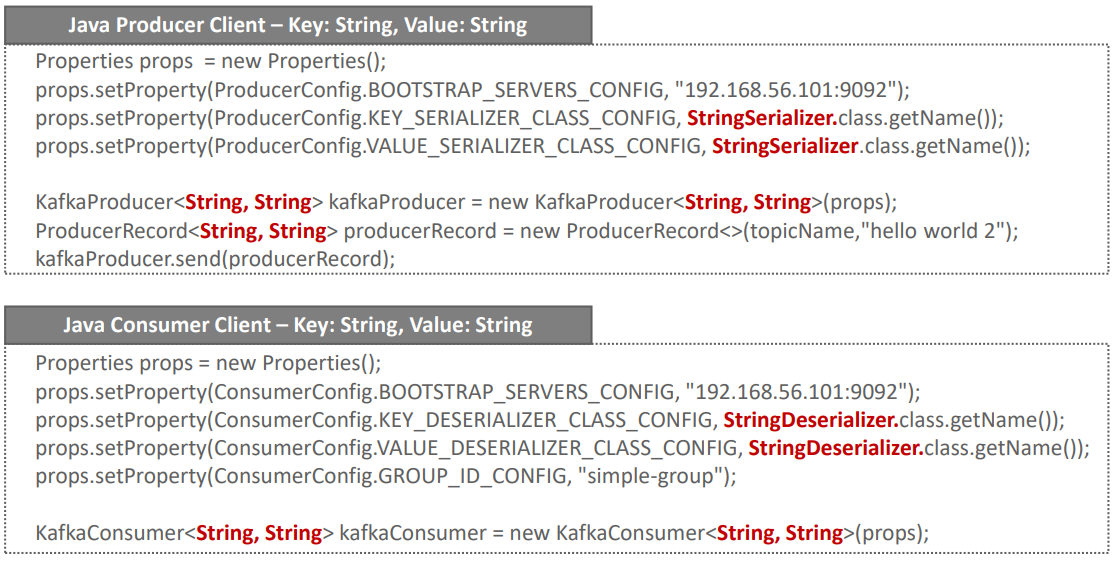 Java Producer Client – Key: String, Value: String
Properties props  = new Properties();
props.setProperty(ProducerConfig.BOOTSTRAP_SERVERS_CONFIG, "192.168.56.101:9092");
props.setProperty(ProducerConfig.KEY_SERIALIZER_CLASS_CONFIG, StringSerializer.class.getName());
props.setProperty(ProducerConfig.VALUE_SERIALIZER_CLASS_CONFIG, StringSerializer.class.getName());
KafkaProducer<String, String> kafkaProducer = new KafkaProducer<String, String>(props);
ProducerRecord<String, String> producerRecord = new ProducerRecord<>(topicName,"hello world 2");
kafkaProducer.send(producerRecord);
Java Consumer Client – Key: String, Value: String
Properties props = new Properties();
props.setProperty(ConsumerConfig.BOOTSTRAP_SERVERS_CONFIG, "192.168.56.101:9092");
props.setProperty(ConsumerConfig.KEY_DESERIALIZER_CLASS_CONFIG, StringDeserializer.class.getName());
props.setProperty(ConsumerConfig.VALUE_DESERIALIZER_CLASS_CONFIG, StringDeserializer.class.getName());
props.setProperty(ConsumerConfig.GROUP_ID_CONFIG, "simple-group");
KafkaConsumer<String, String> kafkaConsumer = new KafkaConsumer<String, String>(props);